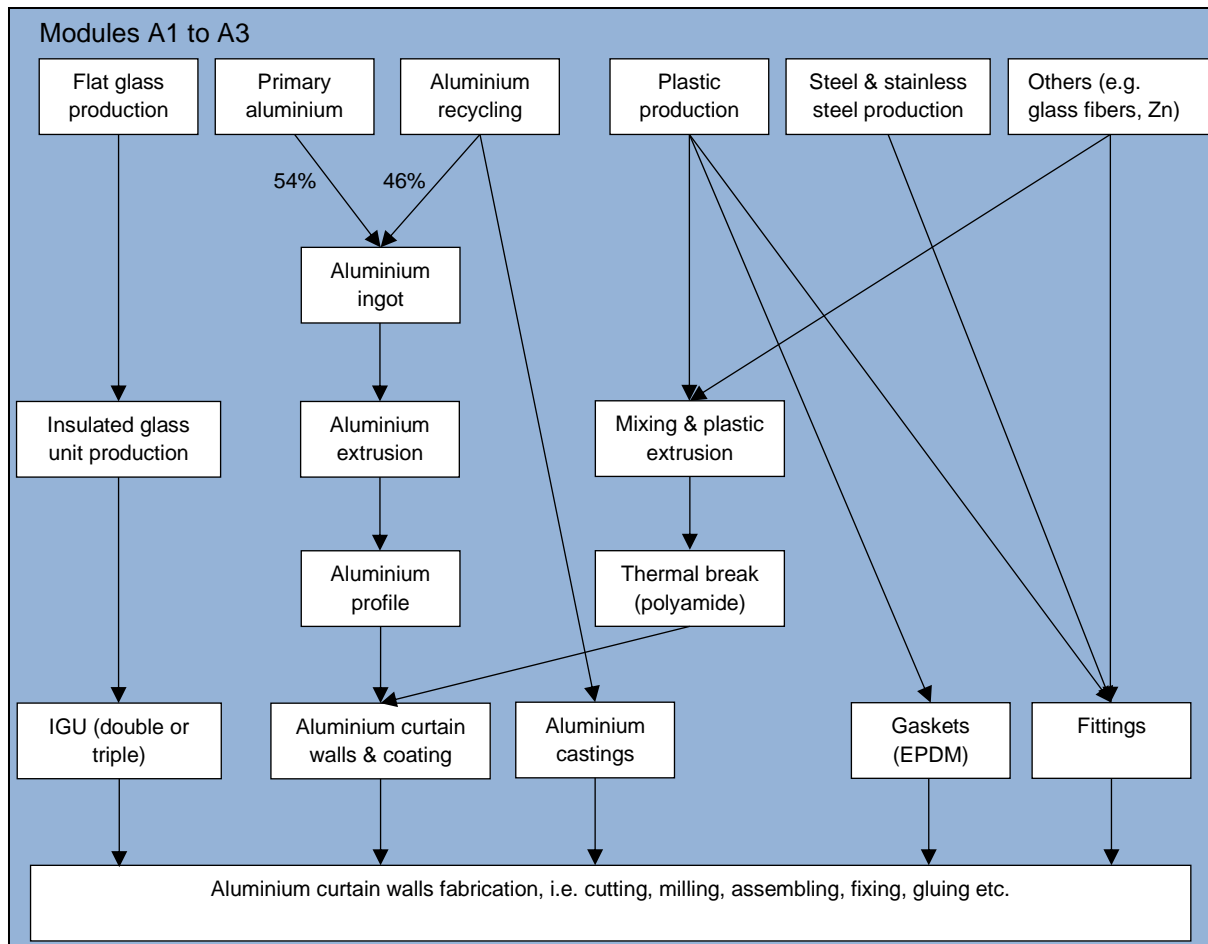 Modules A1 to A3
Flat glass
production
Primary
aluminium
Aluminium
recycling
Plastic
production
Steel & stainless
steel production
Others (e.g.
glass fibers, Zn)
54%
46%
Aluminium
ingot
Insulated glass
unit production
Aluminium
extrusion
Mixing & plastic
extrusion
Aluminium
profile
Thermal break
(polyamide)
IGU (double or
triple)
Aluminium curtain
walls & coating
Aluminium
castings
Gaskets
(EPDM)
Fittings
Aluminium curtain walls fabrication, i.e. cutting, milling, assembling, fixing, gluing etc.